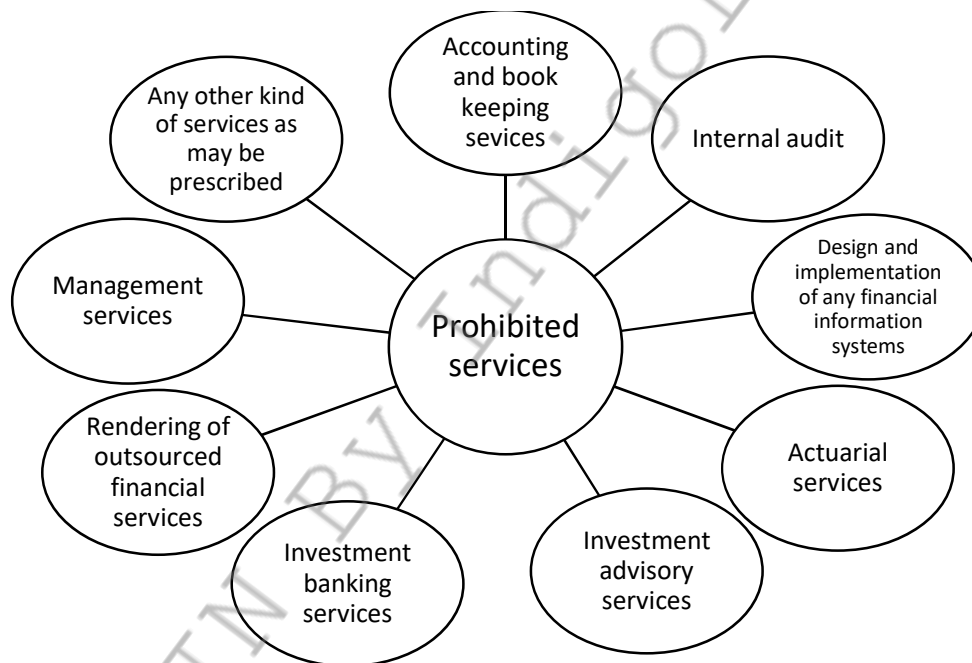 Accounting
and book
keeping
sevices
Any other kind
of services as
may be
prescribed
Internal audit
Design and
implementation
of any financial
information
systems
Management
services
Prohibited
services
Rendering of
outsourced
financial
services
Actuarial
services
Investment
banking
services
Investment
advisory
services
By Indigo